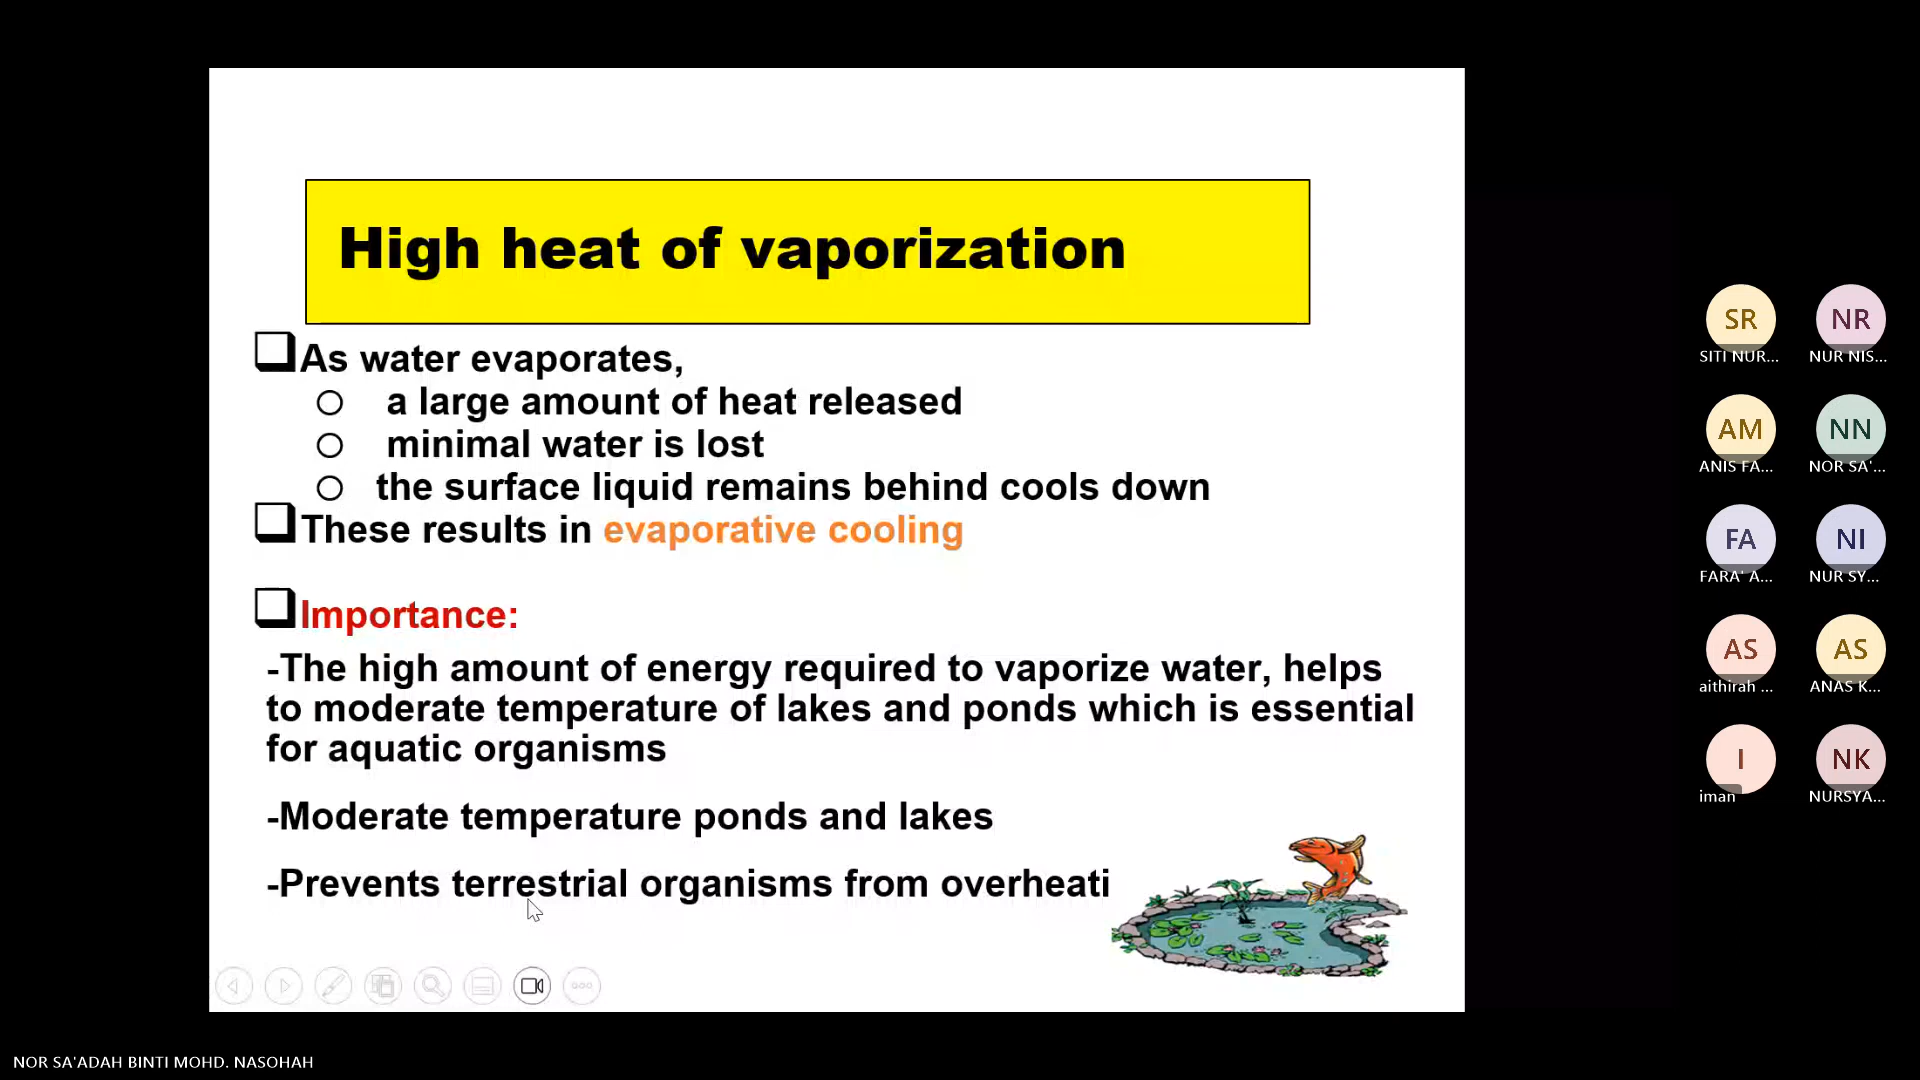 High heat of vaporization
As water evaporates,
a large amount of heat released
minimal water is lost
the surface liquid remains behind cools down
These results in evaporative cooling
Importance:
-The high amount of energy required to vaporize water, helps
to moderate temperature of lakes and ponds which is essential
for aquatic organisms
-Moderate temperature ponds and lakes
-Prevents terrestrial organisms from overheati
SR
SITI NUR...
NR
NUR NIS...
AM
ANIS FA...
NN
NOR SA'...
FA
FARA' A...
NI
NUR SY...
AS
aithirah ...
AS
ANAS K...
I
iman
NK
NURSYA...
NOR SA'ADAH BINTI MOHD. NASOHAH